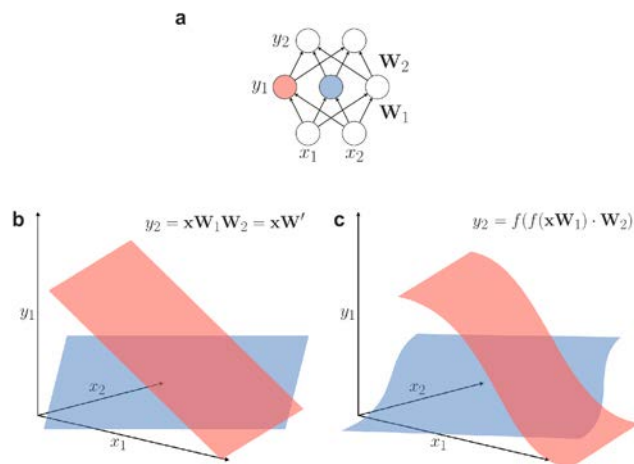 a
y₂
W₂
y₁
W₁
x₁ x₂
b y₂ = xW₁W₂ = xW′
y₁
x₂
x₁
c y₂ = f(f(xW₁) · W₂)
y₁
x₂
x₁